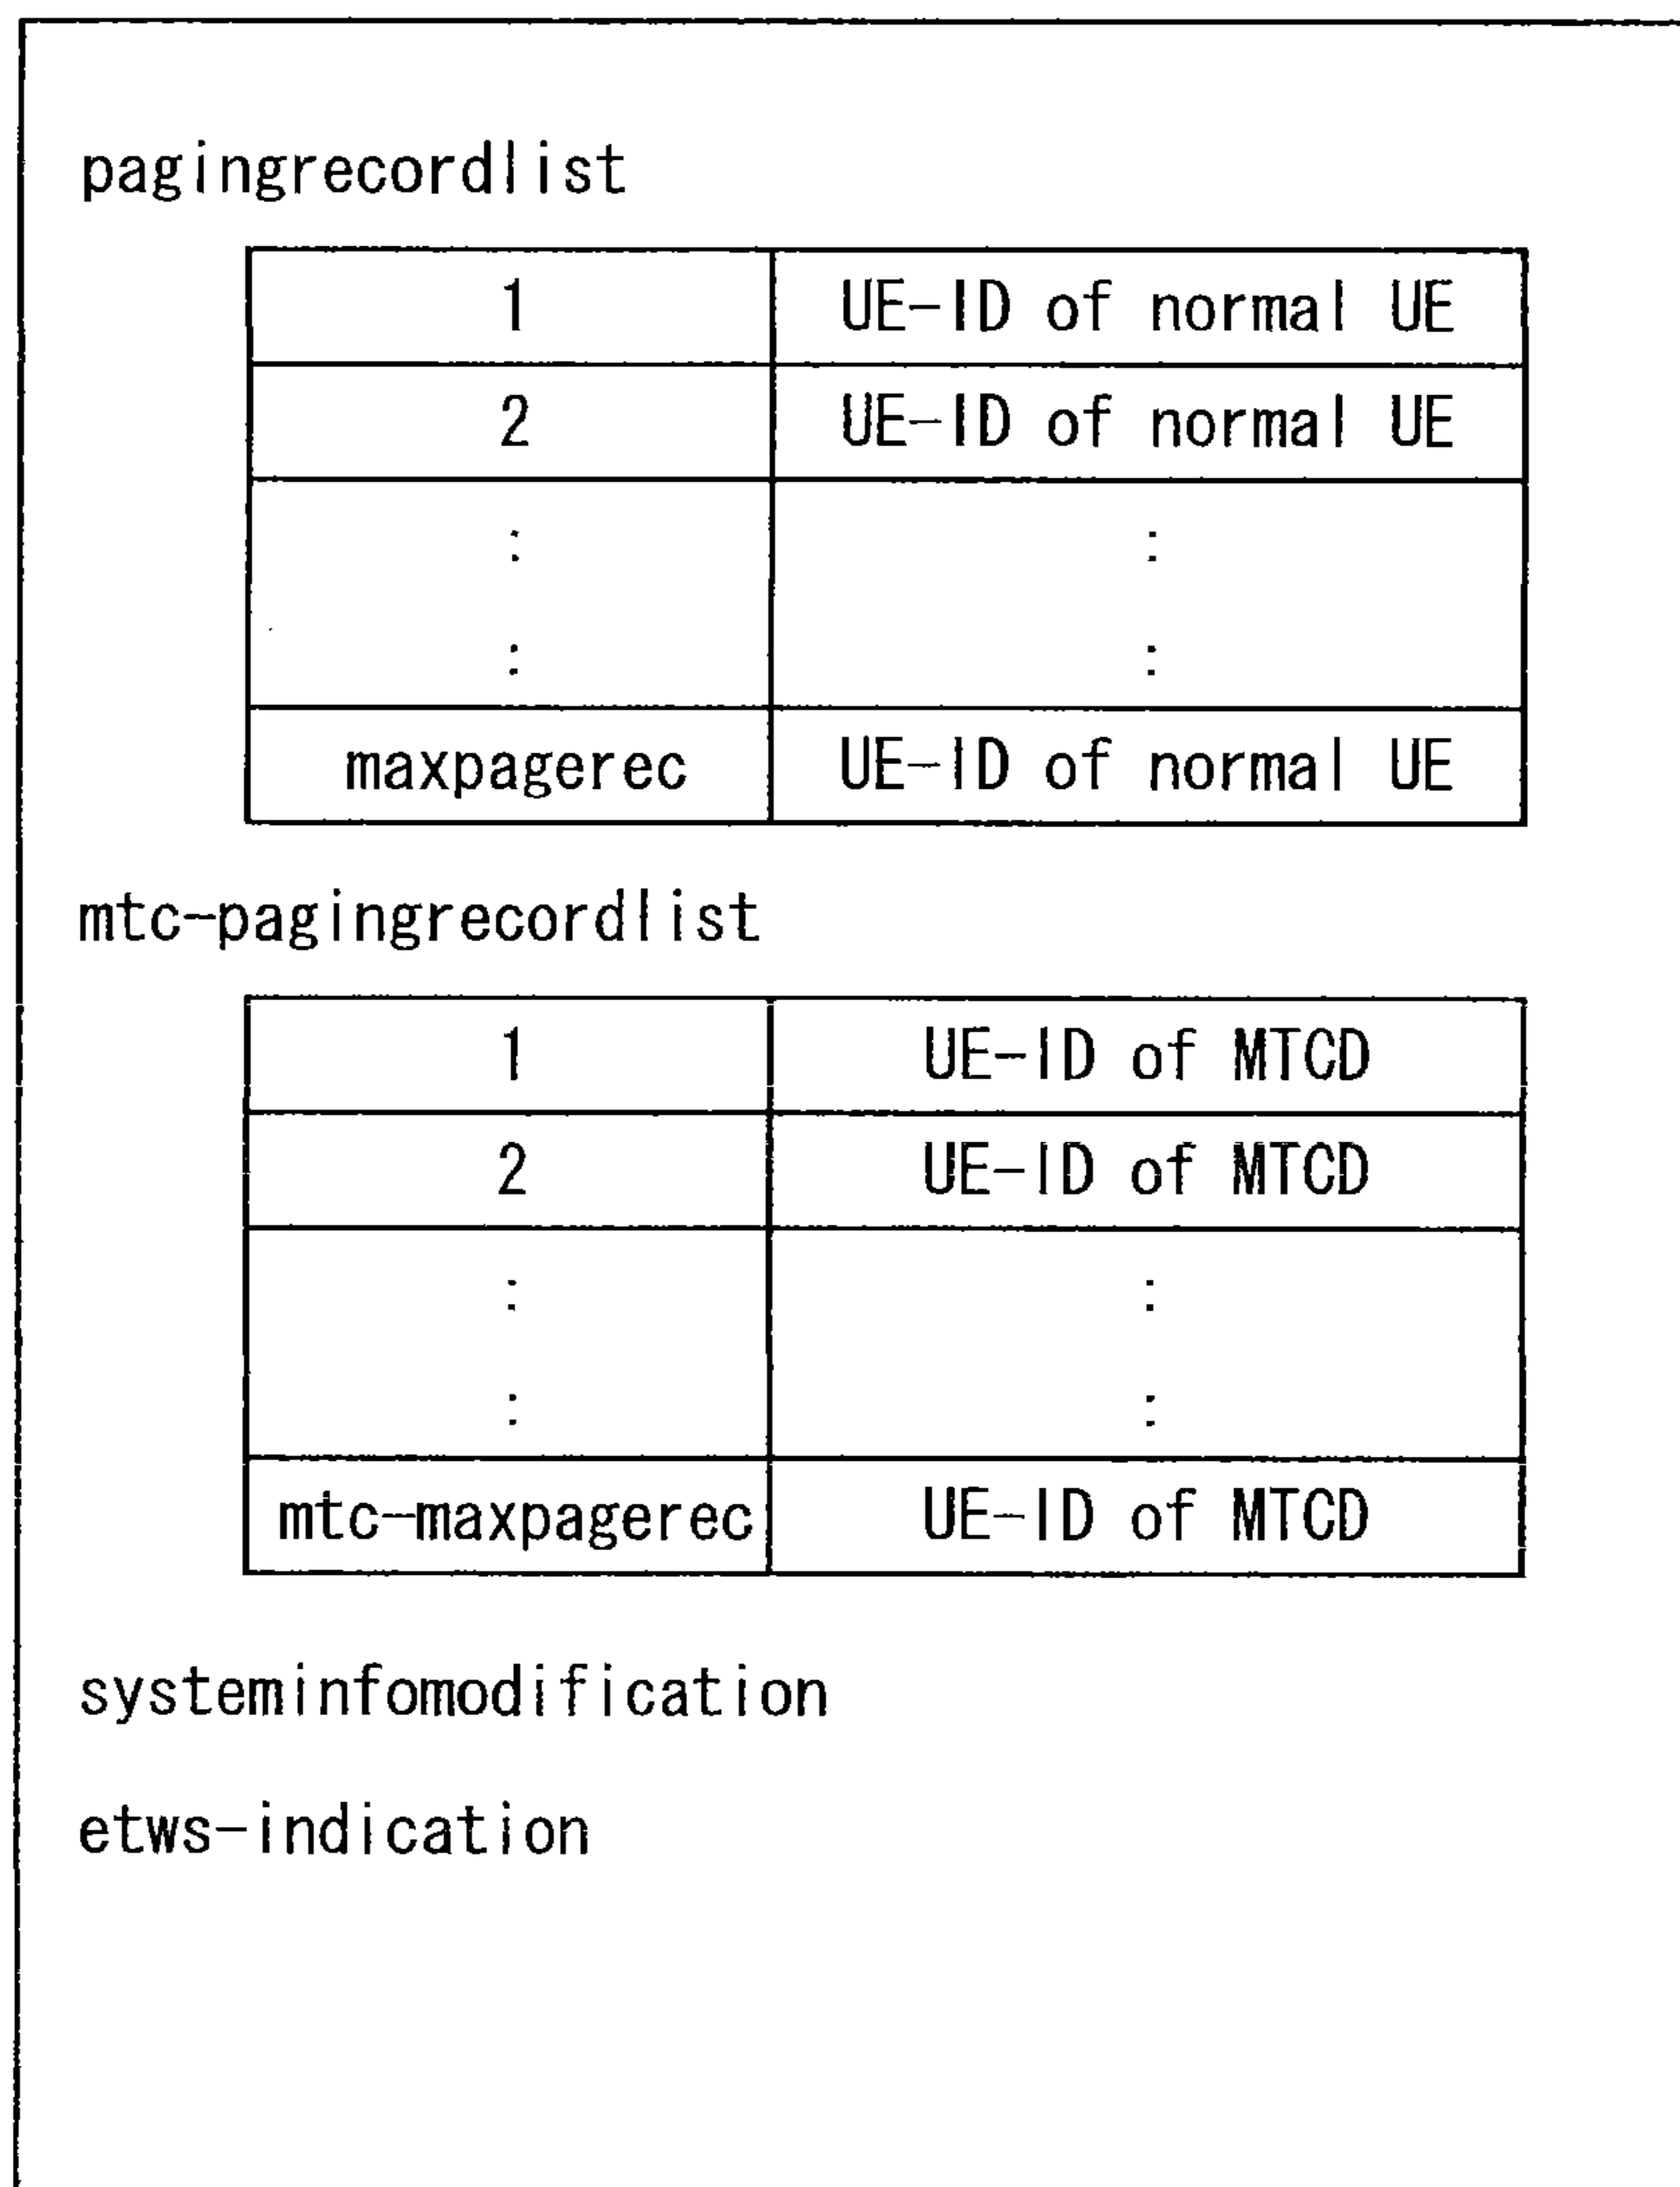 pagingrecordlist
1 UE-ID of normal UE
2 UE-ID of normal UE
: :
: :
maxpagerec UE-ID of normal UE
mtc-pagingrecordlist
1 UE-ID of MTCD
2 UE-ID of MTCD
: :
: :
mtc-maxpagerec UE-ID of MTCD
systeminfomodification
etws-indication